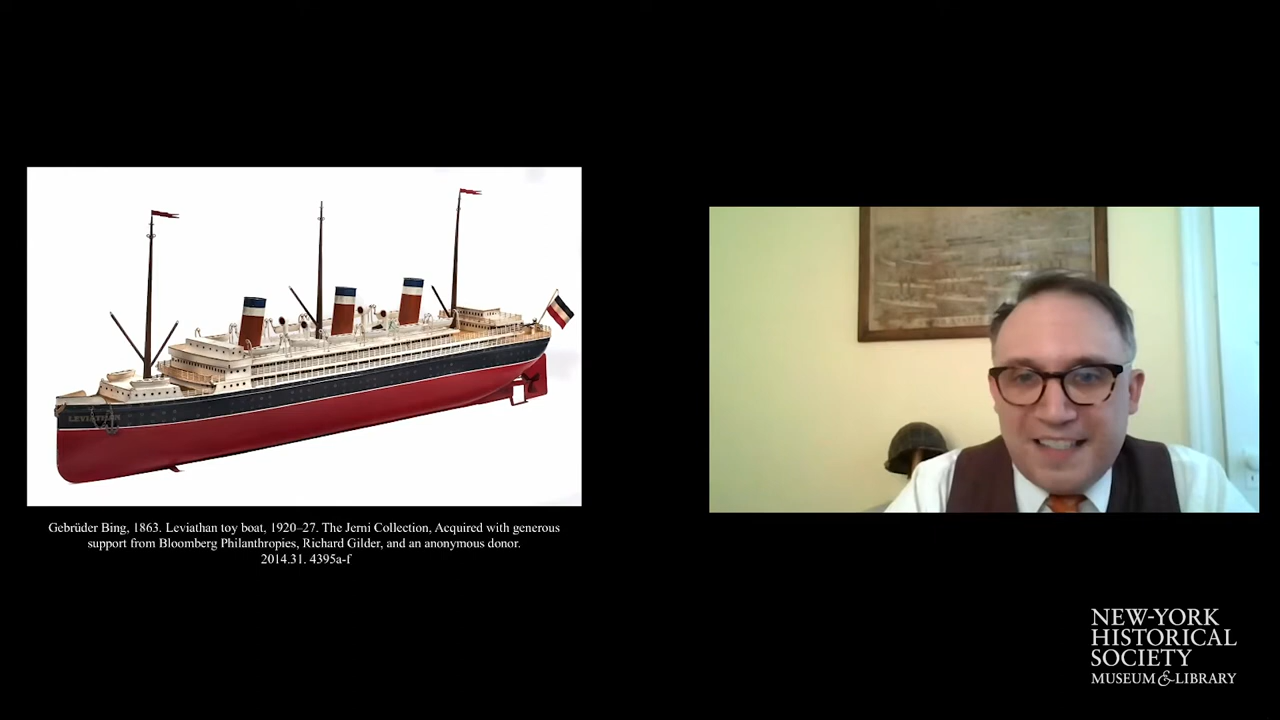 LEVIATHAN
Gebrüder Bing, 1863. Leviathan toy boat, 1920–27. The Jerni Collection, Acquired with generous
support from Bloomberg Philanthropies, Richard Gilder, and an anonymous donor.
2014.31. 4395a-f
NEW-YORK
HISTORICAL
SOCIETY
MUSEUM & LIBRARY